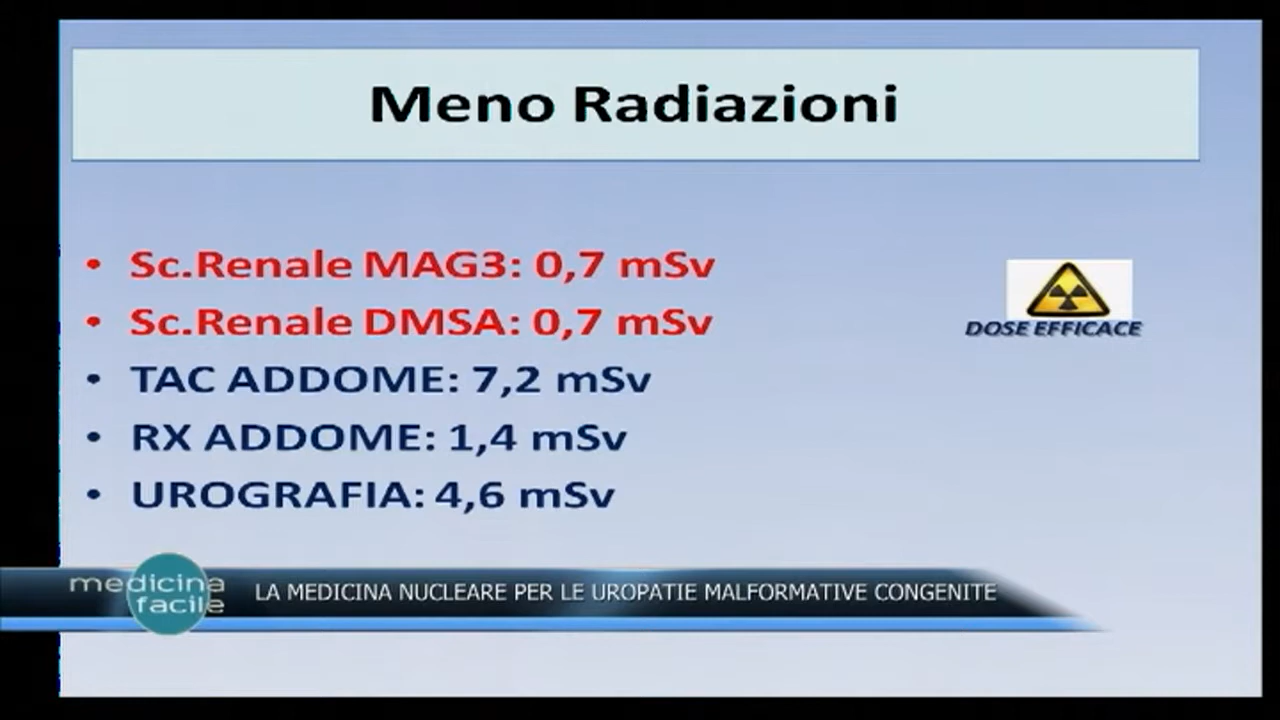 Meno Radiazioni
• Sc.Renale MAG3: 0,7 mSv
• Sc.Renale DMSA: 0,7 mSv
• TAC ADDOME: 7,2 mSv
• RX ADDOME: 1,4 mSv
• UROGRAFIA: 4,6 mSv
DOSE EFFICACE
medicina
facile
LA MEDICINA NUCLEARE PER LE UROPATIE MALFORMATIVE CONGENITE